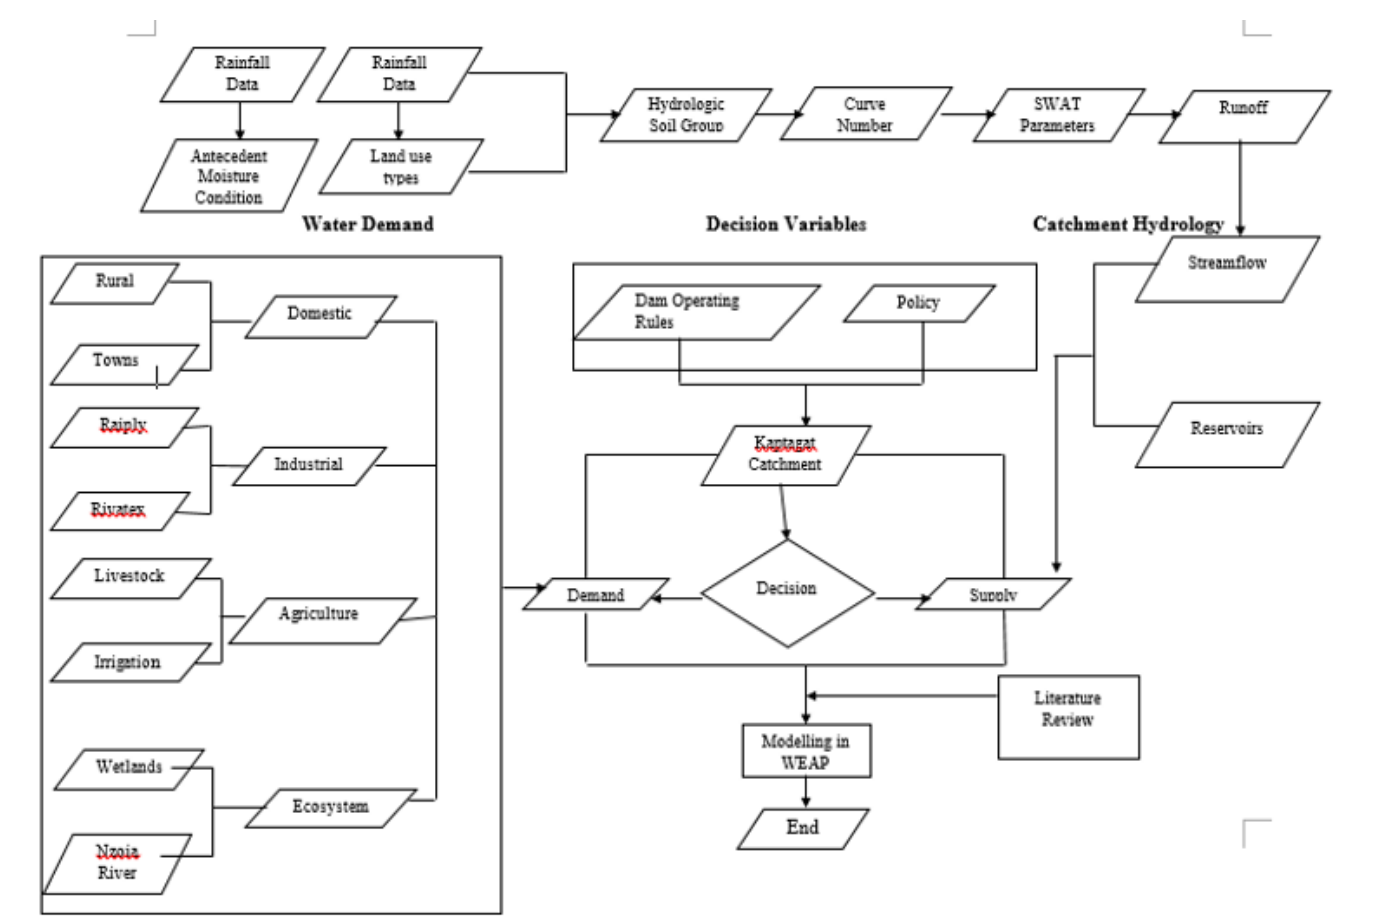 Rainfall
Data
Rainfall
Data
Hydrologic
Soil Group
Curve
Number
SWAT
Parameters
Runoff
Antecedent
Moisture
Condition
Land use
types
Water Demand
Decision Variables
Catchment Hydrology
Rural
Domestic
Towns
Raiply
Industrial
Rivatex
Livestock
Agriculture
Irrigation
Wetlands
Ecosystem
Nzoia
River
Dam Operating
Rules
Policy
Streamflow
Reservoirs
Kaptagat
Catchment
Decision
Demand
Supply
Literature
Review
Modelling in
WEAP
End